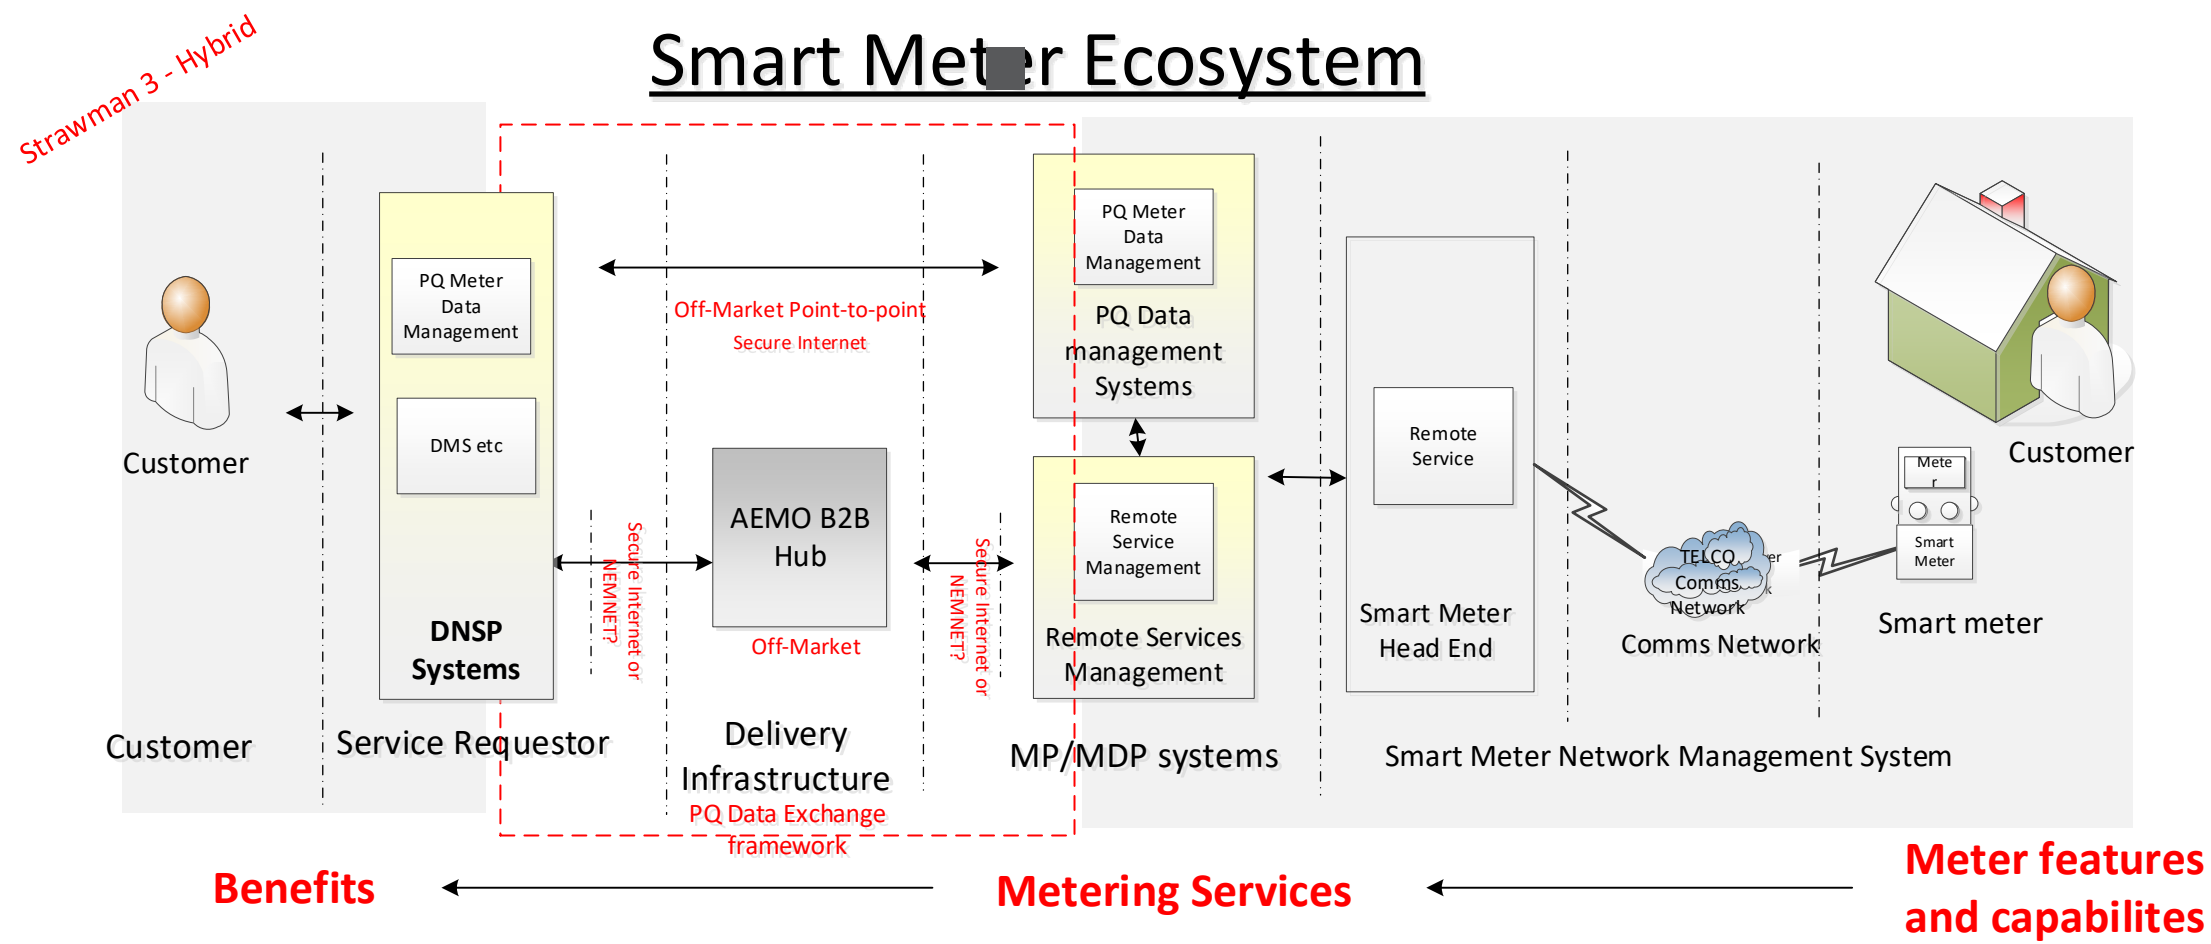 Strawman 3 - Hybrid
Smart Meter Ecosystem
Customer
PQ Meter
Data
Management
DMS etc
DNSP
Systems
Off-Market Point-to-point
Secure Internet
Secure Internet or
NEMNET?
AEMO B2B
Hub
Off-Market
Secure Internet or
NEMNET?
PQ Meter
Data
Management
PQ Data
management
Systems
Remote
Service
Management
Remote Services
Management
Remote
Service
Smart Meter
Head End
TELCO
Comms
Network
Comms Network
Mete
r
Smart
Meter
Smart meter
Customer
Customer
Service Requestor
Delivery
Infrastructure
PQ Data Exchange
framework
MP/MDP systems
Smart Meter Network Management System
Benefits
Metering Services
Meter features
and capabilites